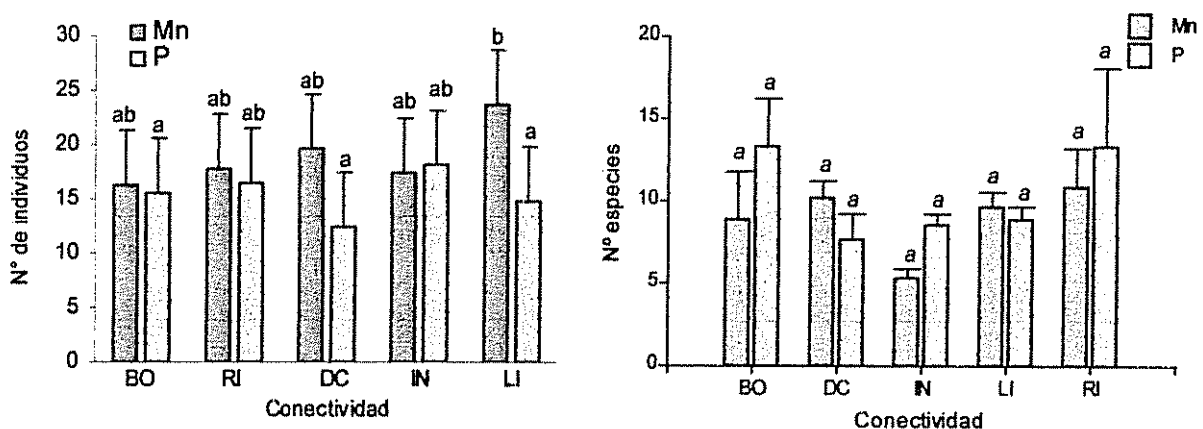 30
25
20
15
10
5
0
N° de individuos
Mn
P
ab a ab ab ab a ab ab b a
BO RI DC IN LI
Conectividad
20
15
10
5
0
Nº especies
Mn
P
a a a a a a a a a a
BO DC IN LI RI
Conectividad